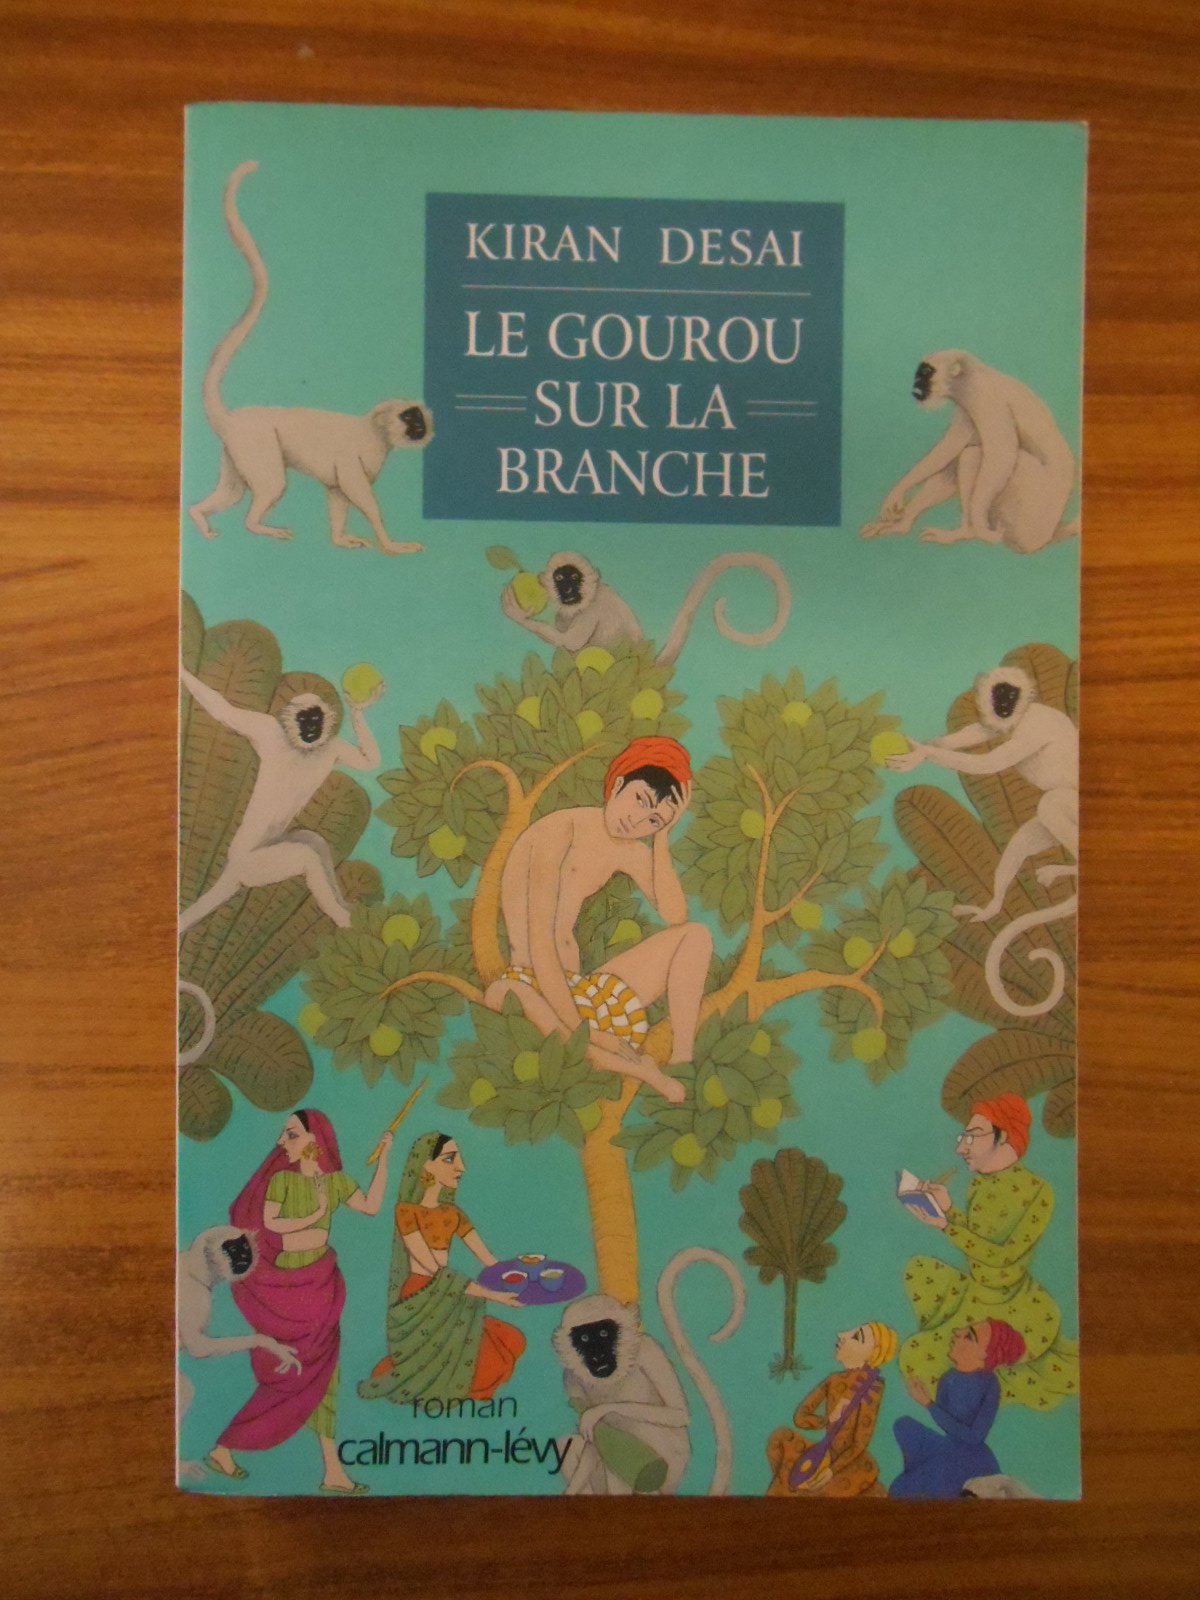 KIRAN DESAI
LE GOUROU
SUR LA
BRANCHE
roman
calmann-lévy